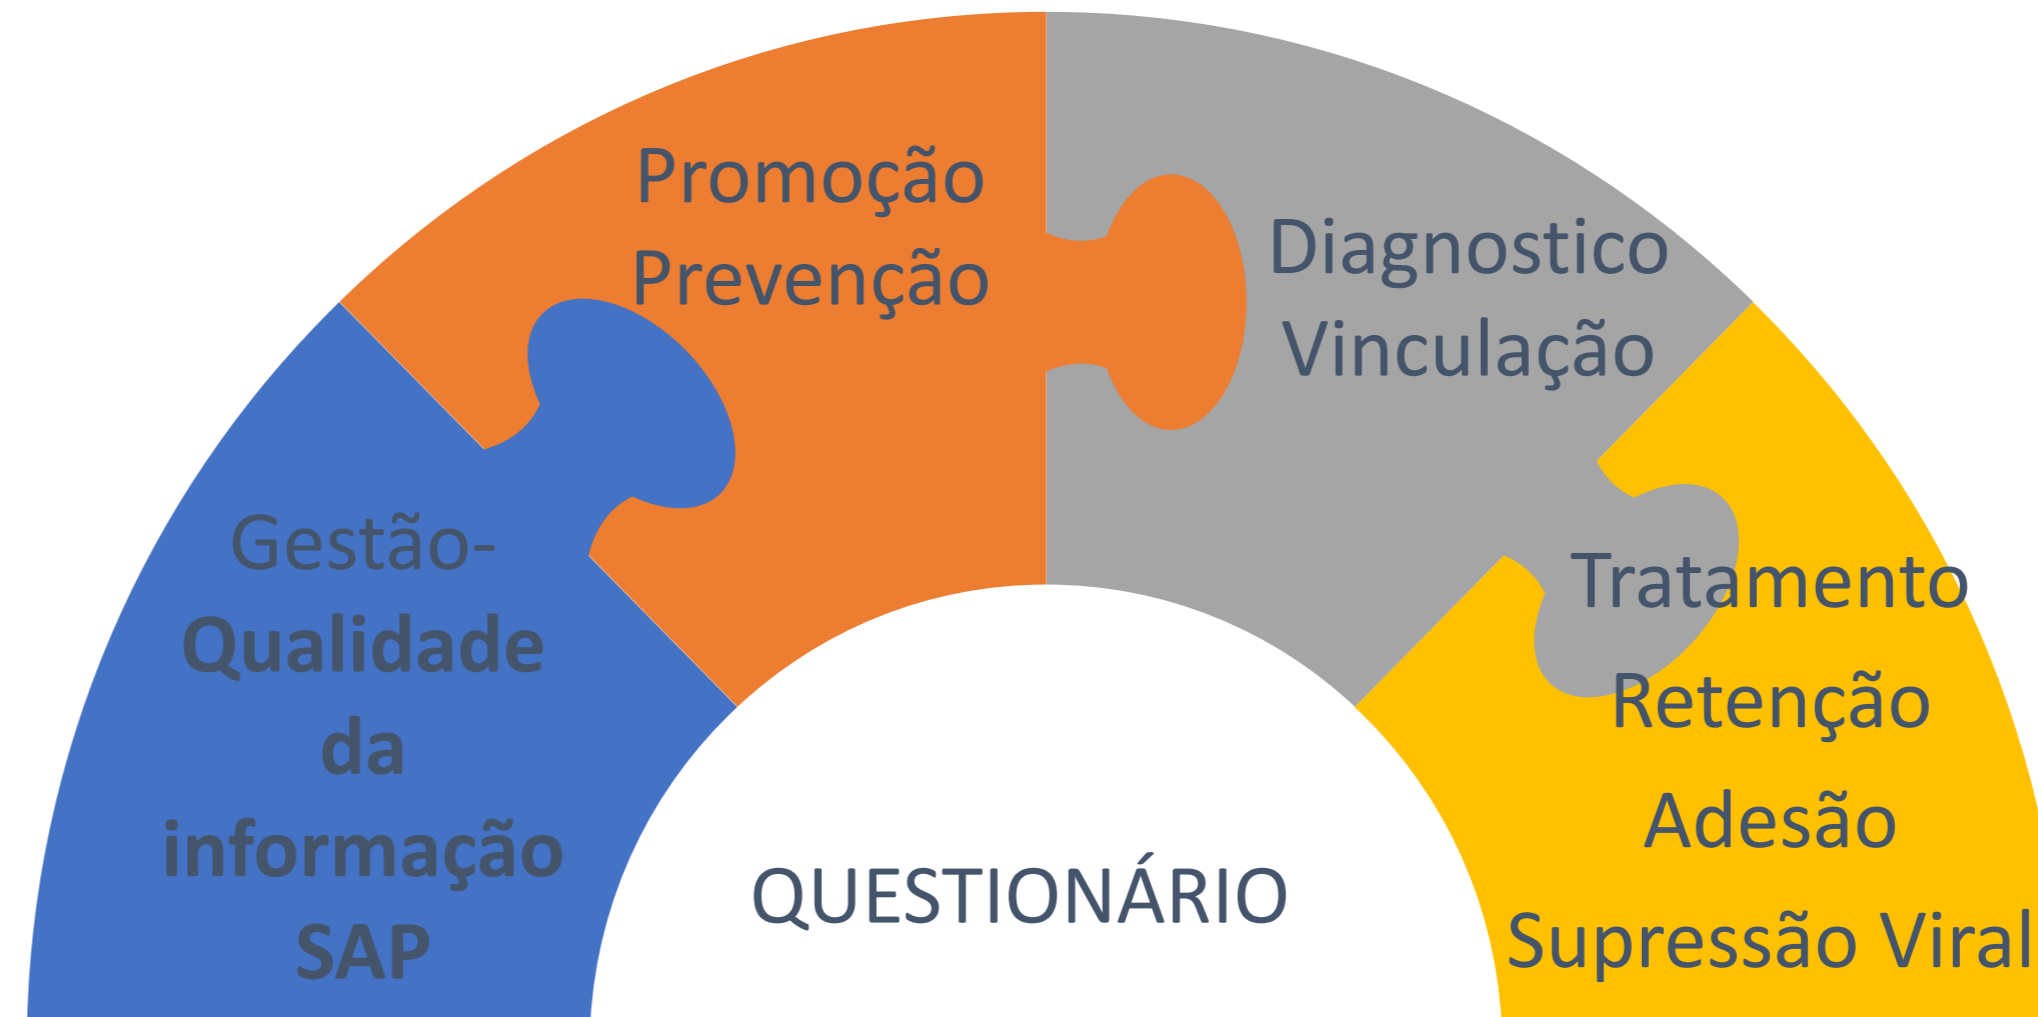 Promoção
Prevenção
Diagnostico
Vinculação
Gestão-
Qualidade
da
informação
SAP
Tratamento
Retenção
Adesão
Supressão Viral
QUESTIONÁRIO